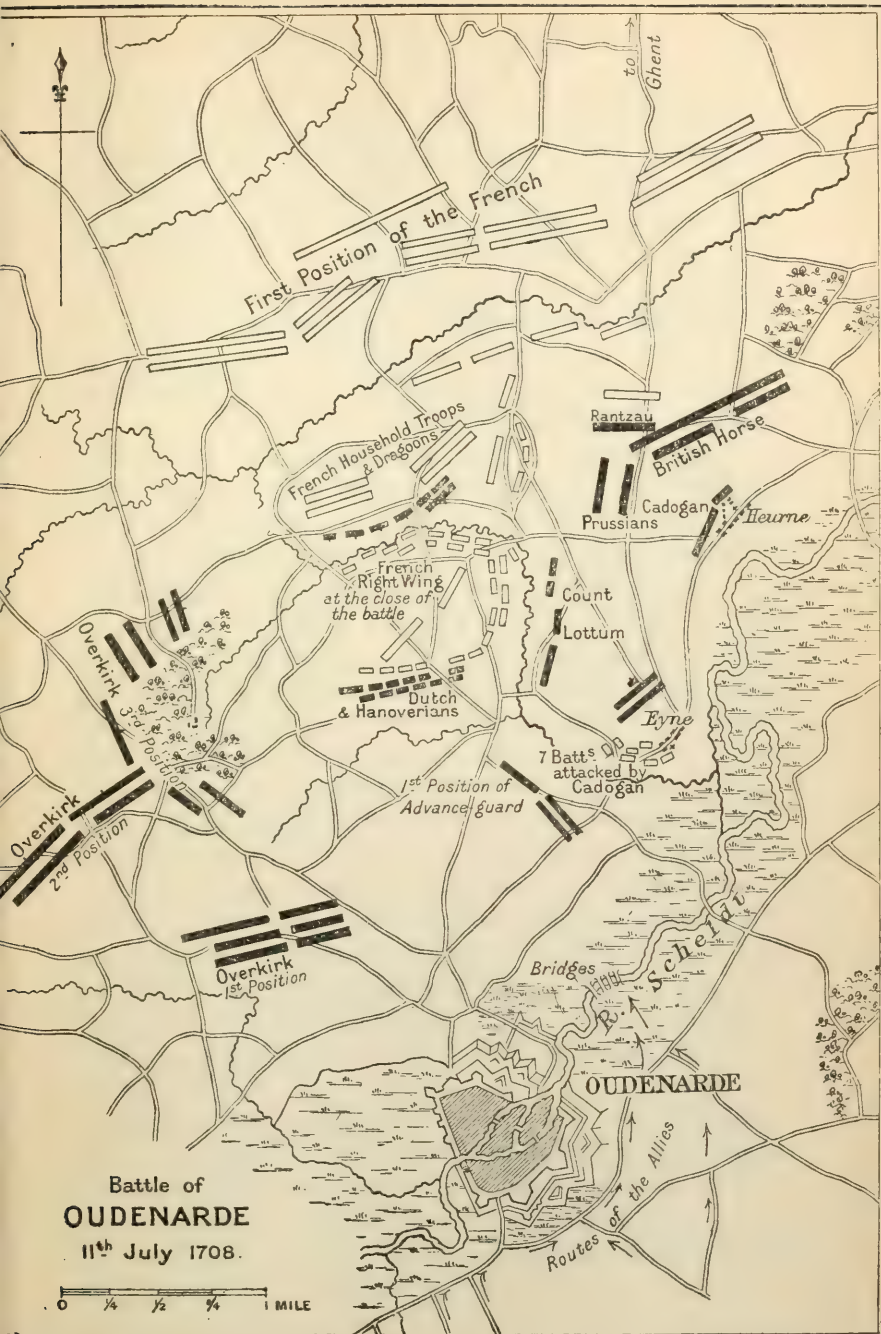 to
Ghent
First Position of the French
Rantzau
British Horse
French Household Troops
& Dragoons
Prussians
Cadogan
Heurne
French
Right Wing
at the close of
the battle
Count
Lottum
Overkirk
3rd Position
Dutch
& Hanoverians
Eyne
7 Batts
attacked by
Cadogan
1st Position of
Advance-guard
Overkirk
2nd Position
Overkirk
1st Position
Bridges
R. Scheldt
OUDENARDE
Routes of the Allies
Battle of
OUDENARDE
11th July 1708.
0 1/4 1/2 3/4 1 MILE